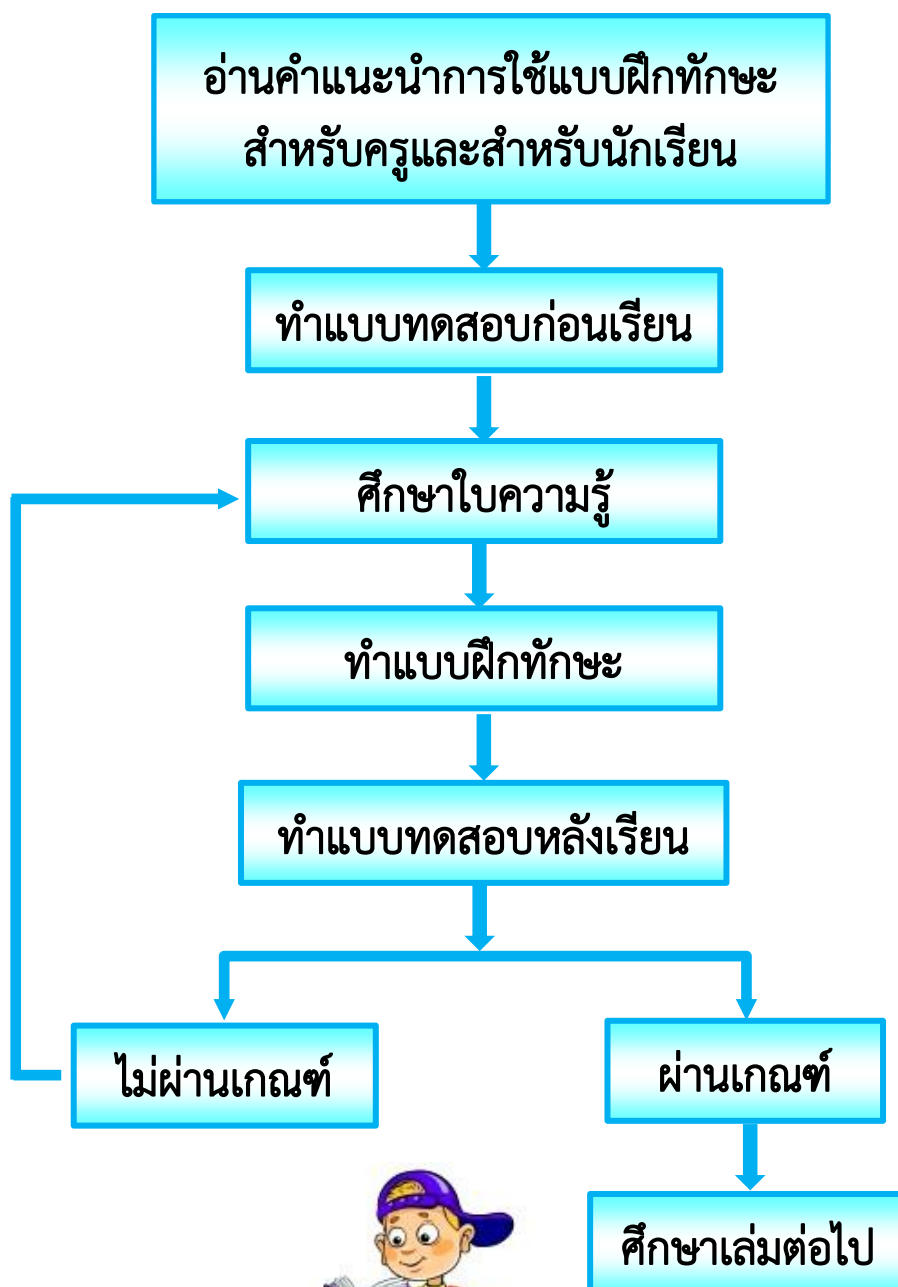 อ่านคำแนะนำการใช้แบบฝึกทักษะ
สำหรับครูและสำหรับนักเรียน
ทำแบบทดสอบก่อนเรียน
ศึกษาใบความรู้
ทำแบบฝึกทักษะ
ทำแบบทดสอบหลังเรียน
ไม่ผ่านเกณฑ์
ผ่านเกณฑ์
ศึกษาเล่มต่อไป